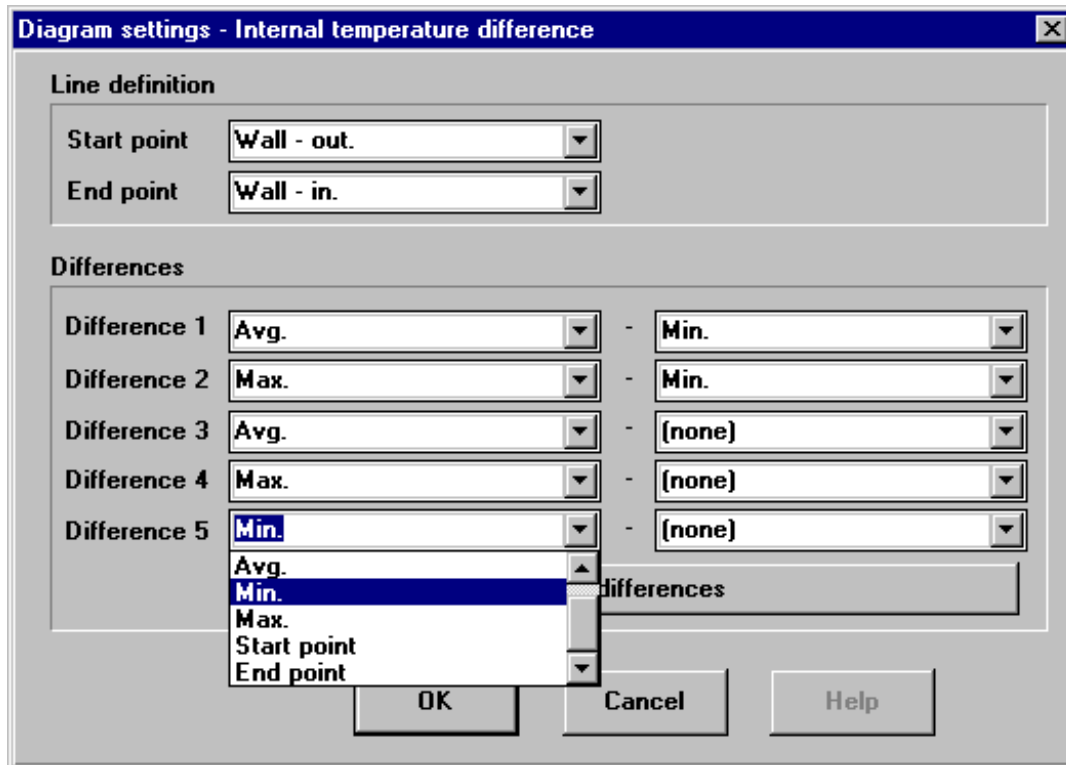 Diagram settings - Internal temperature difference
Line definition
Start point Wall - out.
End point Wall - in.
Differences
Difference 1 Avg. - Min.
Difference 2 Max. - Min.
Difference 3 Avg. - (none)
Difference 4 Max. - (none)
Difference 5 Min. - (none)
Avg.
Min. differences
Max.
Start point
End point
OK Cancel Help